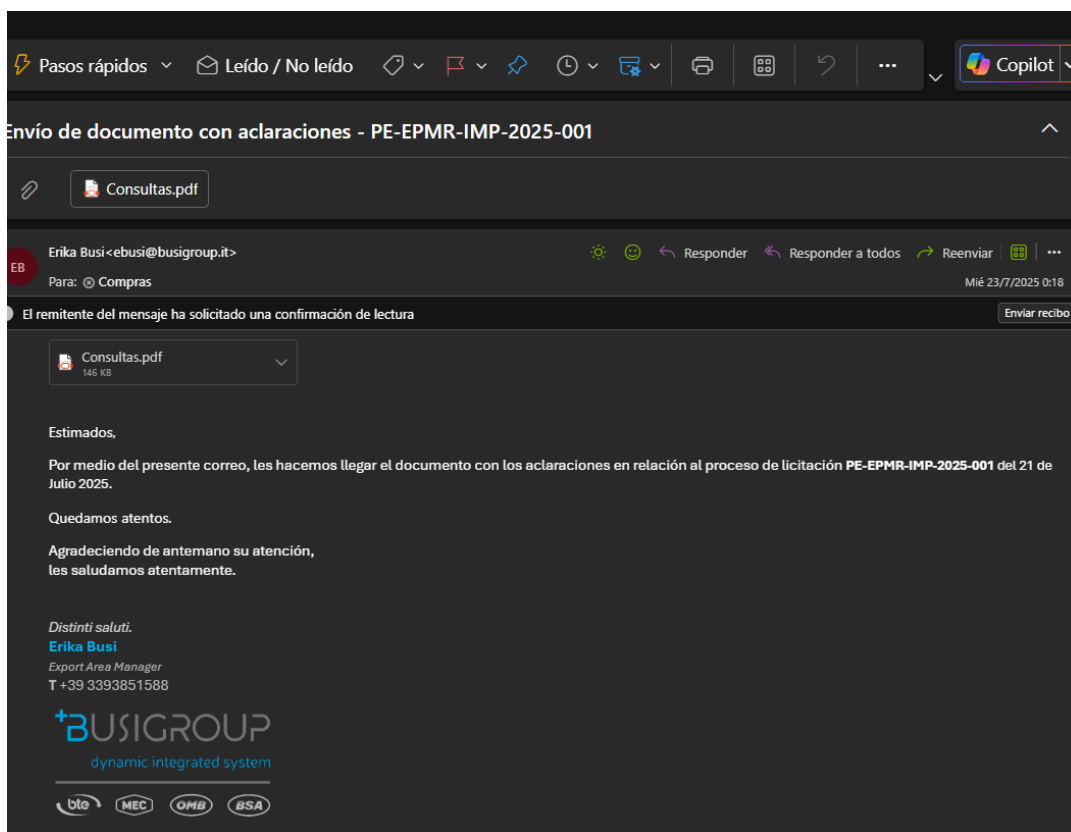 Pasos rápidos
Leído / No leído
Copilot
Envío de documento con aclaraciones - PE-EPMR-IMP-2025-001
Consultas.pdf
EB
Erika Busi<ebusi@busigroup.it>
Responder
Responder a todos
Reenviar
Para: Compras
Mié 23/7/2025 0:18
El remitente del mensaje ha solicitado una confirmación de lectura
Enviar recibo
Consultas.pdf
146 KB
Estimados,
Por medio del presente correo, les hacemos llegar el documento con los aclaraciones en relación al proceso de licitación PE-EPMR-IMP-2025-001 del 21 de
Julio 2025.
Quedamos atentos.
Agradeciendo de antemano su atención,
les saludamos atentamente.
Distinti saluti.
Erika Busi
Export Area Manager
T +39 3393851588
BUSIGROUP
dynamic integrated system
bte MEC OMB BSA